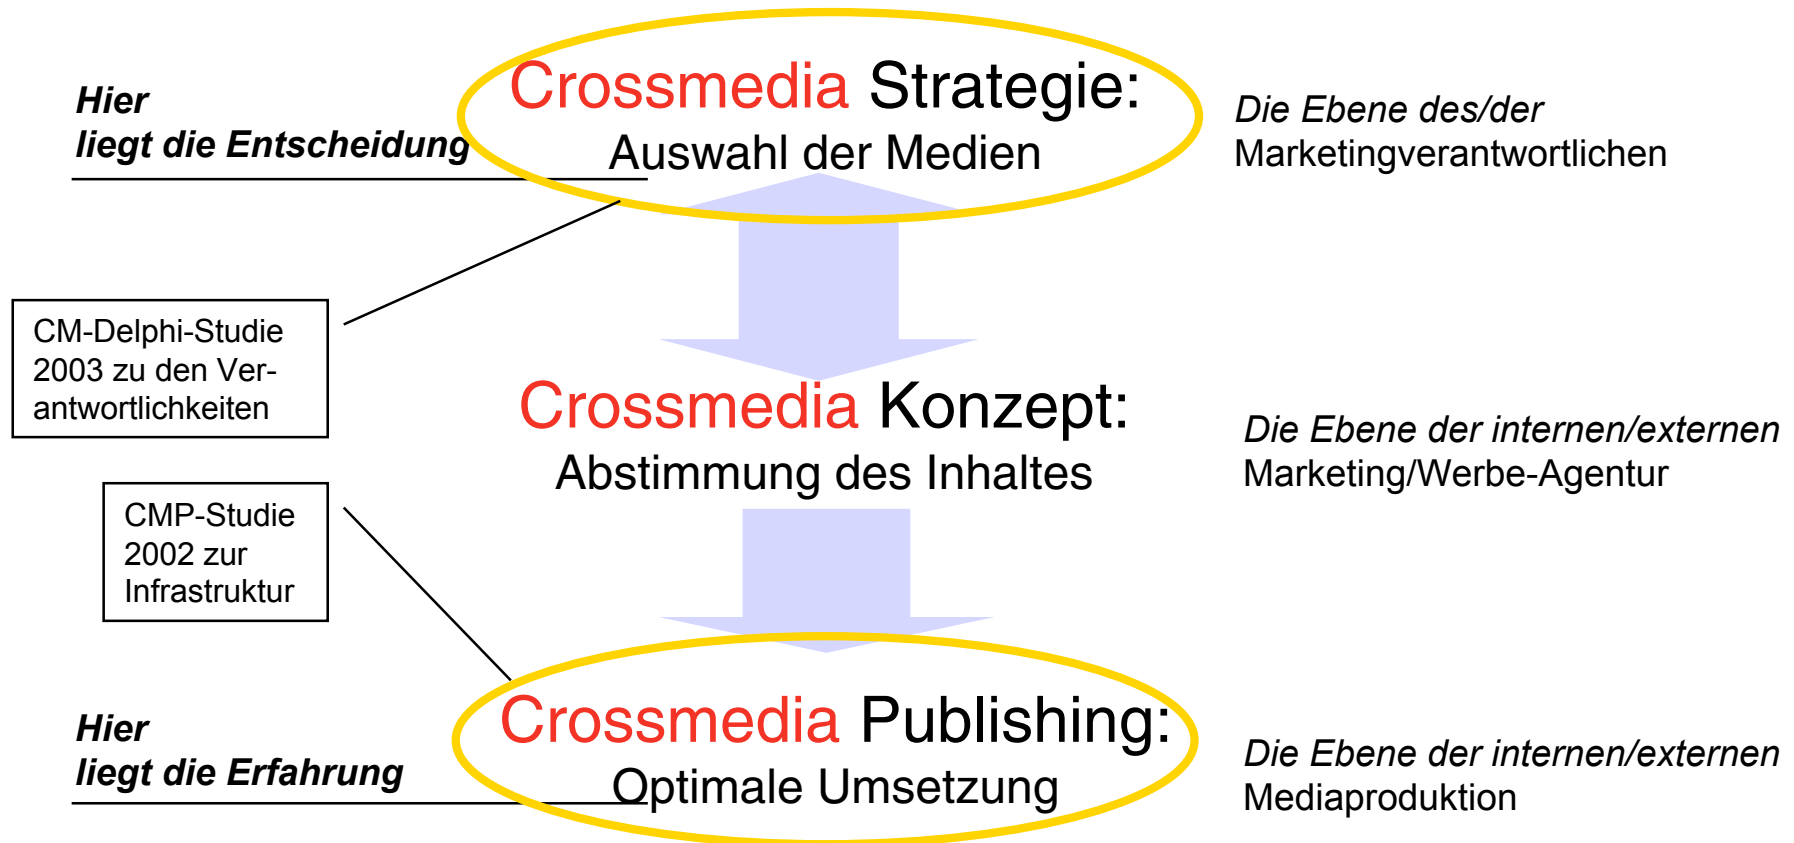 Crossmedia Strategie:
Auswahl der Medien
Hier
liegt die Entscheidung
Die Ebene des/der
Marketingverantwortlichen
CM-Delphi-Studie
2003 zu den Ver-
antwortlichkeiten
Crossmedia Konzept:
Abstimmung des Inhaltes
Die Ebene der internen/externen
Marketing/Werbe-Agentur
CMP-Studie
2002 zur
Infrastruktur
Crossmedia Publishing:
Optimale Umsetzung
Hier
liegt die Erfahrung
Die Ebene der internen/externen
Mediaproduktion